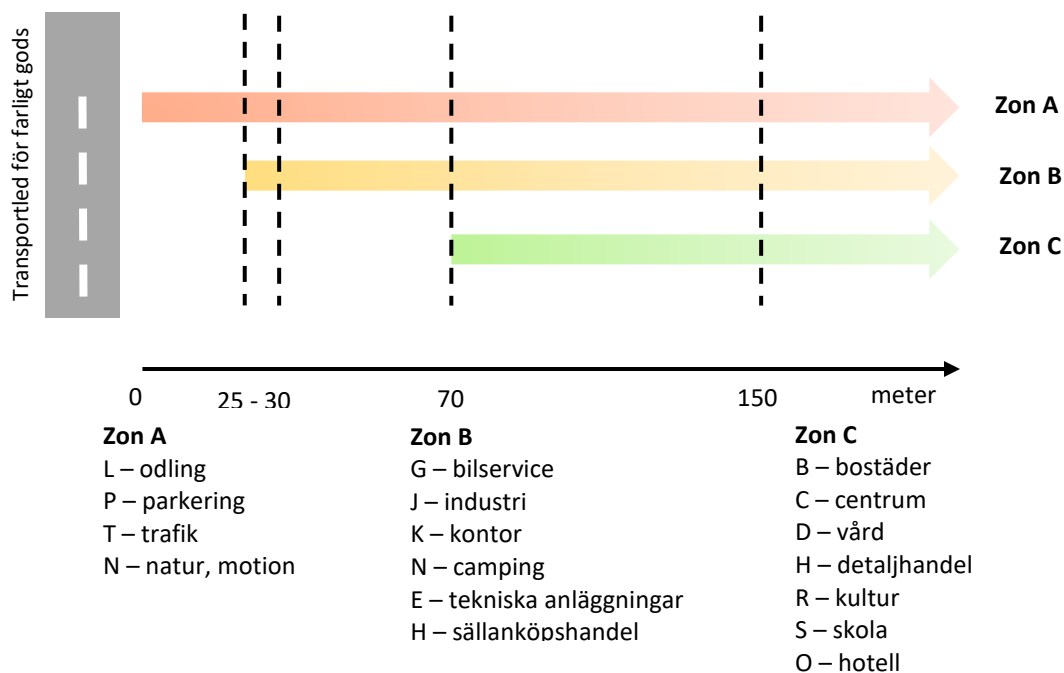 Transportled för farligt gods
Zon A
Zon B
Zon C
0
25 - 30
70
150
meter
Zon A
L – odling
P – parkering
T – trafik
N – natur, motion
Zon B
G – bilservice
J – industri
K – kontor
N – camping
E – tekniska anläggningar
H – sällanköpshandel
Zon C
B – bostäder
C – centrum
D – vård
H – detaljhandel
R – kultur
S – skola
O – hotell